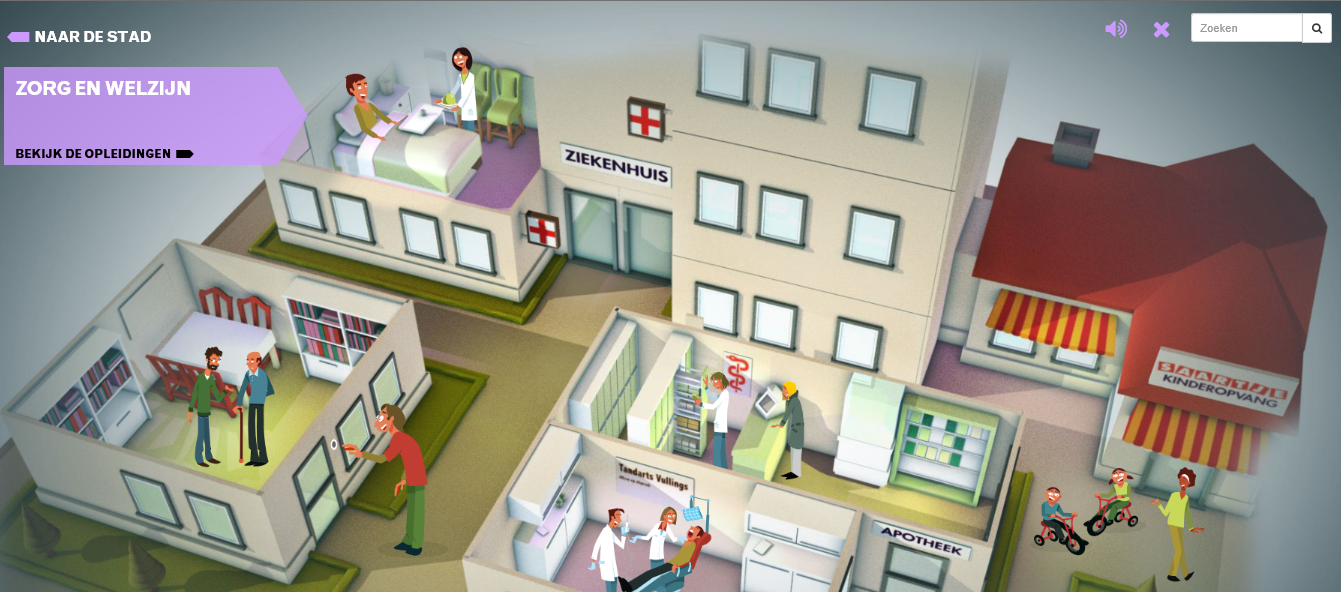 NAAR DE STAD
Zoeken
ZORG EN WELZIJN
BEKIJK DE OPLEIDINGEN
ZIEKENHUIS
SAARTJE
KINDEROPVANG
Tandarts Vullings
APOTHEEK